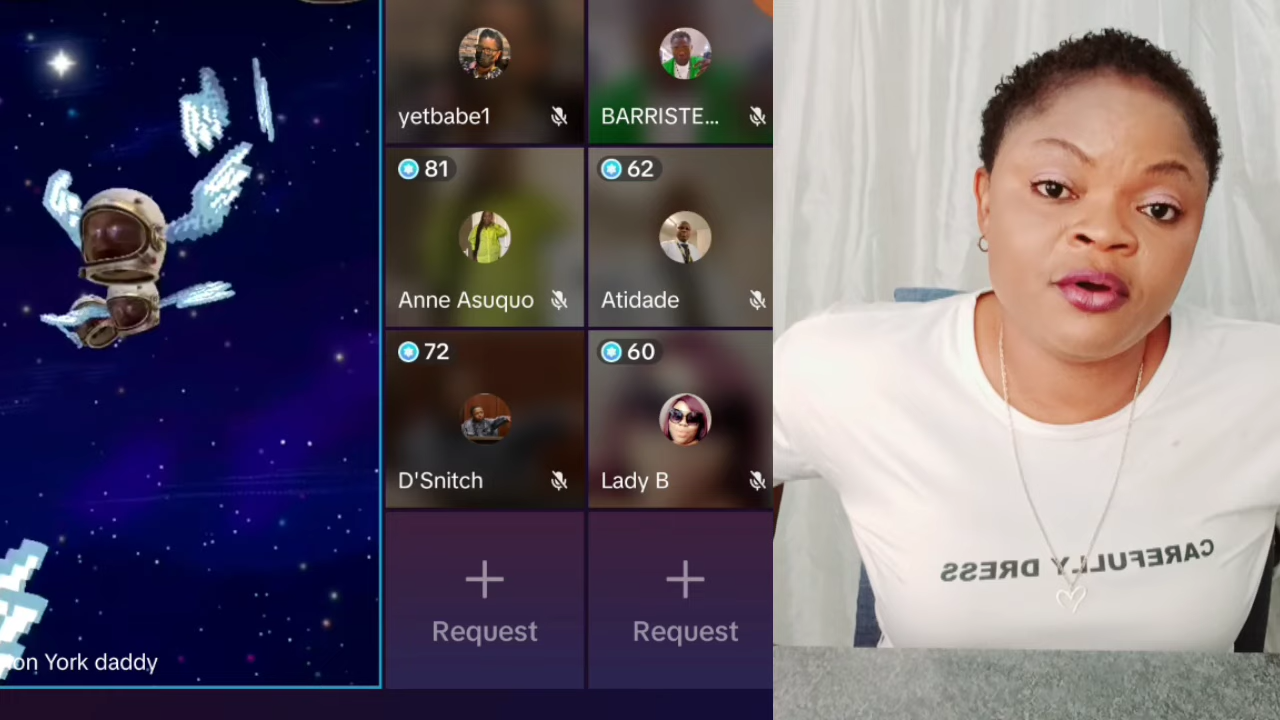 yetbabe1
BARRISTE...
81
62
Anne Asuquo
Atidade
72
60
D'Snitch
Lady B
Request
Request
on York daddy
CAREFULLY DRESS